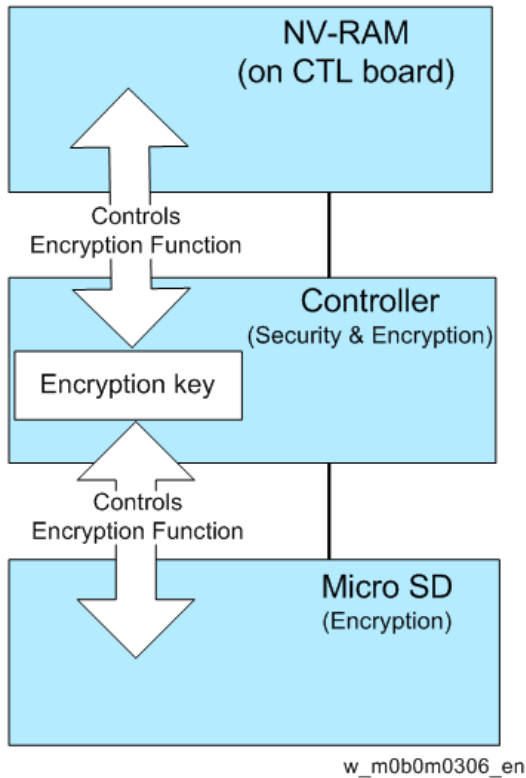 NV-RAM
(on CTL board)
Controls
Encryption Function
Controller
(Security & Encryption)
Encryption key
Controls
Encryption Function
Micro SD
(Encryption)
w_m0b0m0306_en